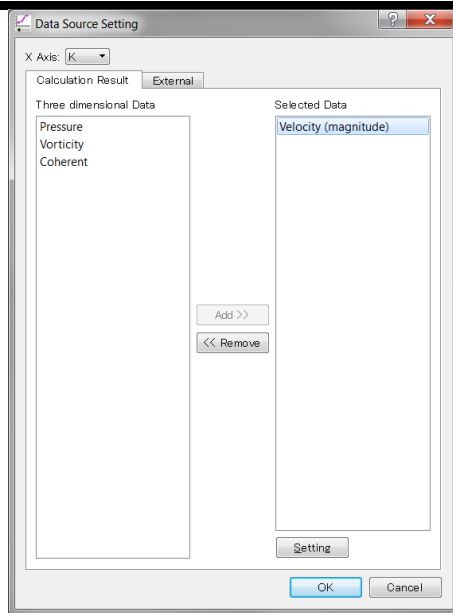 Data Source Setting
?
X
X Axis: K
Calculation Result
External
Three dimensional Data
Pressure
Vorticity
Coherent
Selected Data
Velocity (magnitude)
Add >>
<< Remove
Setting
OK
Cancel